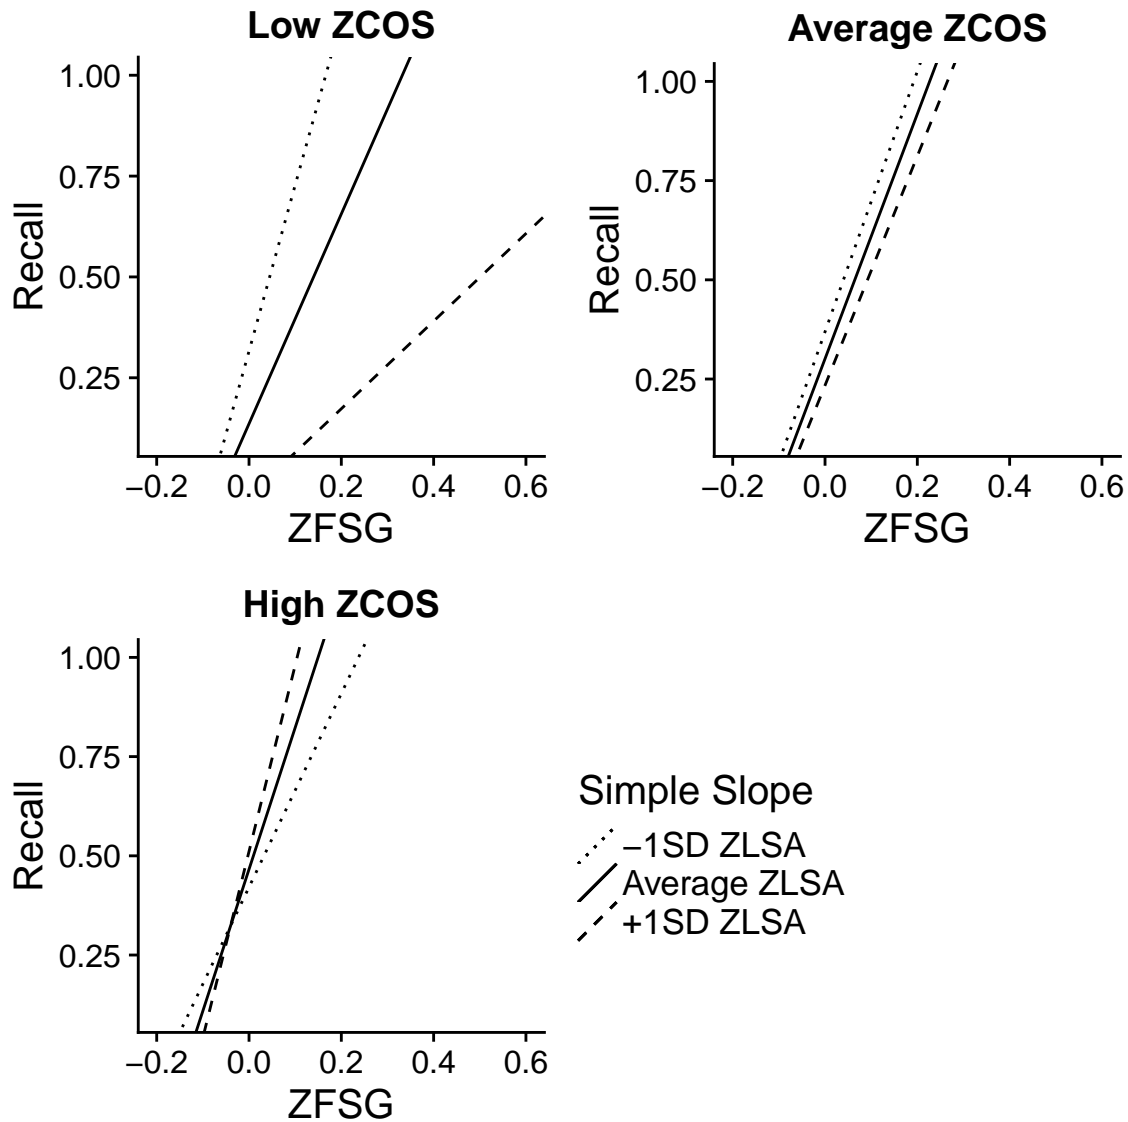 Low ZCOS
1.00
0.75
0.50
0.25
Recall
−0.2 0.0 0.2 0.4 0.6
ZFSG
Average ZCOS
1.00
0.75
0.50
0.25
Recall
−0.2 0.0 0.2 0.4 0.6
ZFSG
High ZCOS
1.00
0.75
0.50
0.25
Recall
−0.2 0.0 0.2 0.4 0.6
ZFSG
Simple Slope
−1SD ZLSA
Average ZLSA
+1SD ZLSA